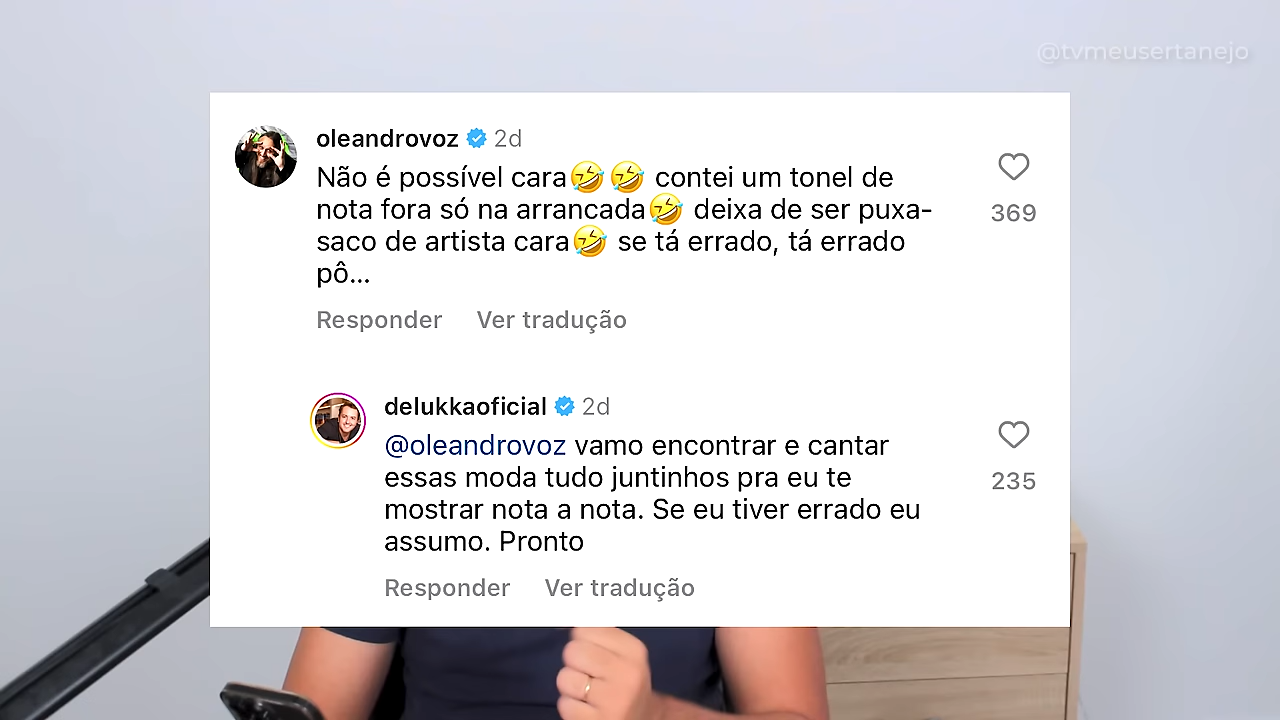 @tvmeusertanejo
oleandrovoz 2d
Não é possível cara🤣🤣 contei um tonel de
nota fora só na arrancada🤣 deixa de ser puxa-
saco de artista cara🤣 se tá errado, tá errado
pô...
369
Responder Ver tradução
delukkaoficial 2d
@oleandrovoz vamo encontrar e cantar
essas moda tudo juntinhos pra eu te
mostrar nota a nota. Se eu tiver errado eu
assumo. Pronto
235
Responder Ver tradução